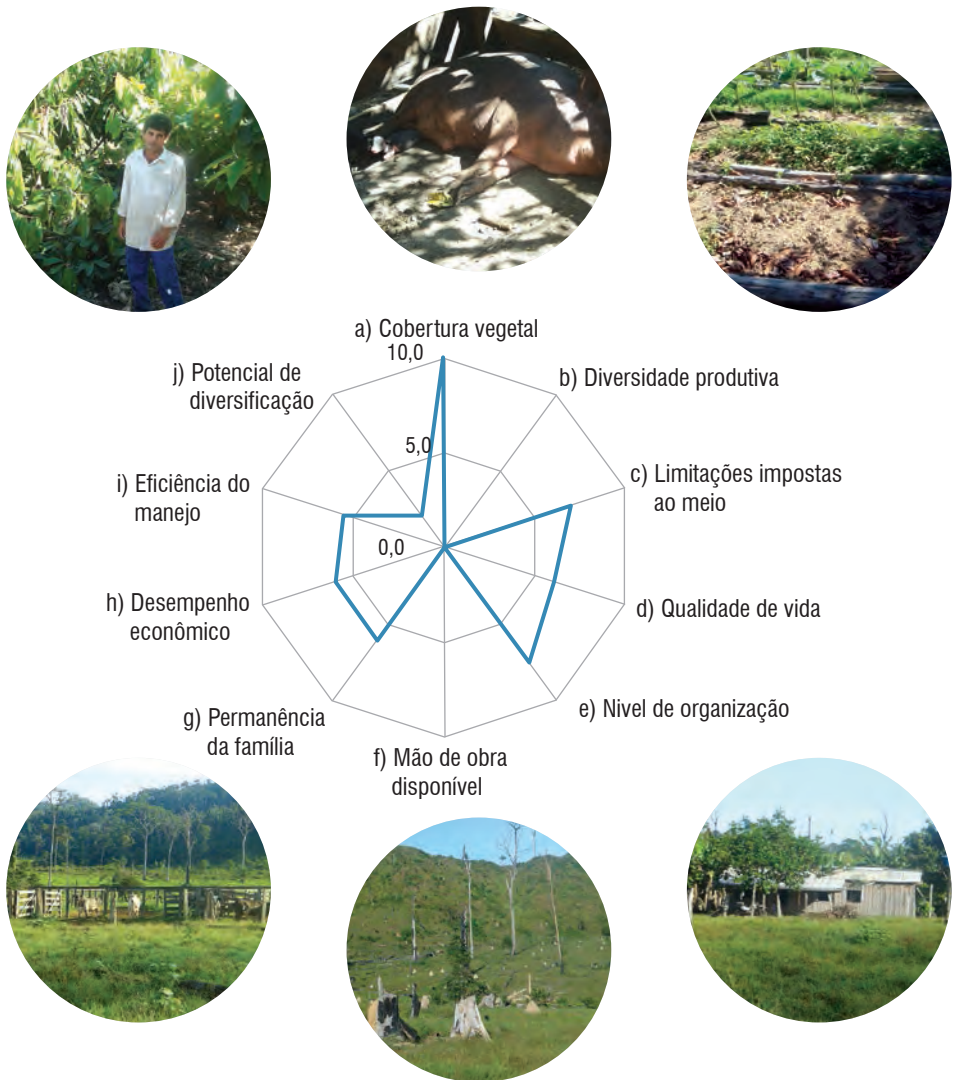 a) Cobertura vegetal
10,0
j) Potencial de
diversificação
b) Diversidade produtiva
5,0
i) Eficiência do
manejo
c) Limitações impostas
ao meio
0,0
h) Desempenho
econômico
d) Qualidade de vida
g) Permanência
da família
e) Nivel de organização
f) Mão de obra
disponível